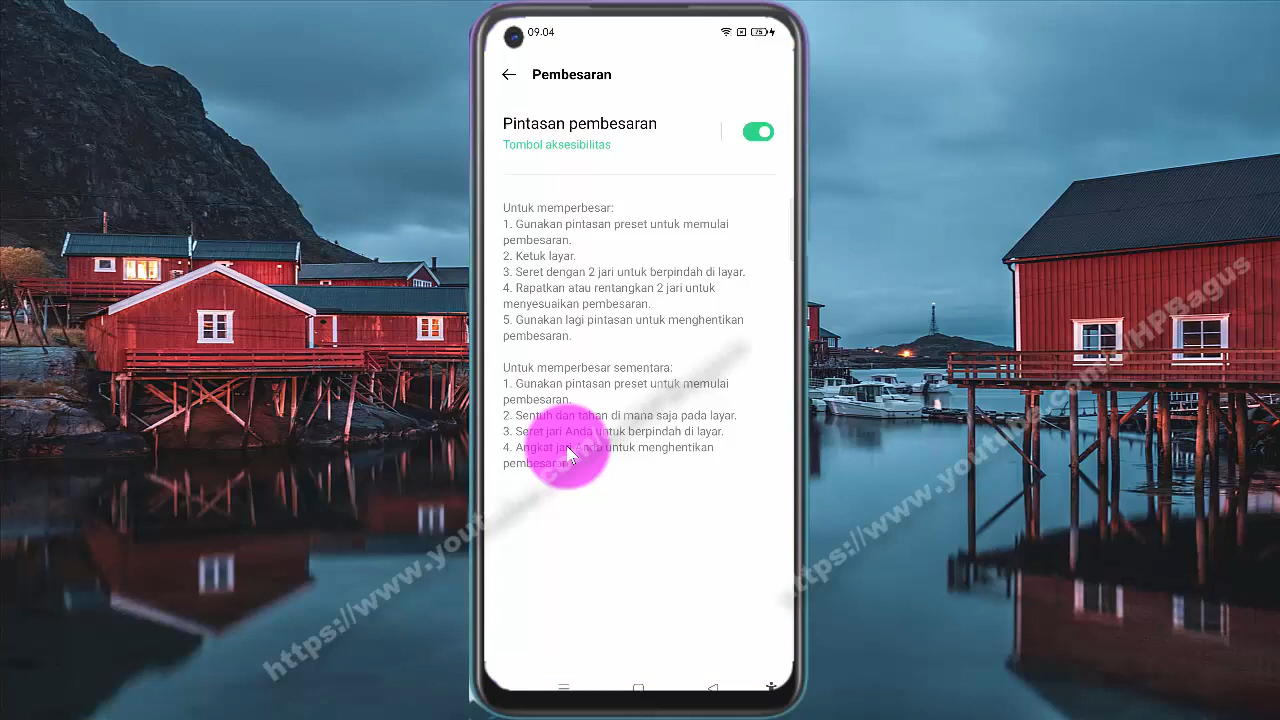 09.04
75
Pembesaran
Pintasan pembesaran
Tombol aksesibilitas
Untuk memperbesar:
1. Gunakan pintasan preset untuk memulai
pembesaran.
2. Ketuk layar.
3. Seret dengan 2 jari untuk berpindah di layar.
4. Rapatkan atau rentangkan 2 jari untuk
menyesuaikan pembesaran.
5. Gunakan lagi pintasan untuk menghentikan
pembesaran.
Untuk memperbesar sementara:
1. Gunakan pintasan preset untuk memulai
pembesaran.
2. Sentuh dan tahan di mana saja pada layar.
3. Seret jari Anda untuk berpindah di layar.
4. Angkat jari Anda untuk menghentikan
pembesaran.
https://www.yout
https://www.youtube.com/HPBagus